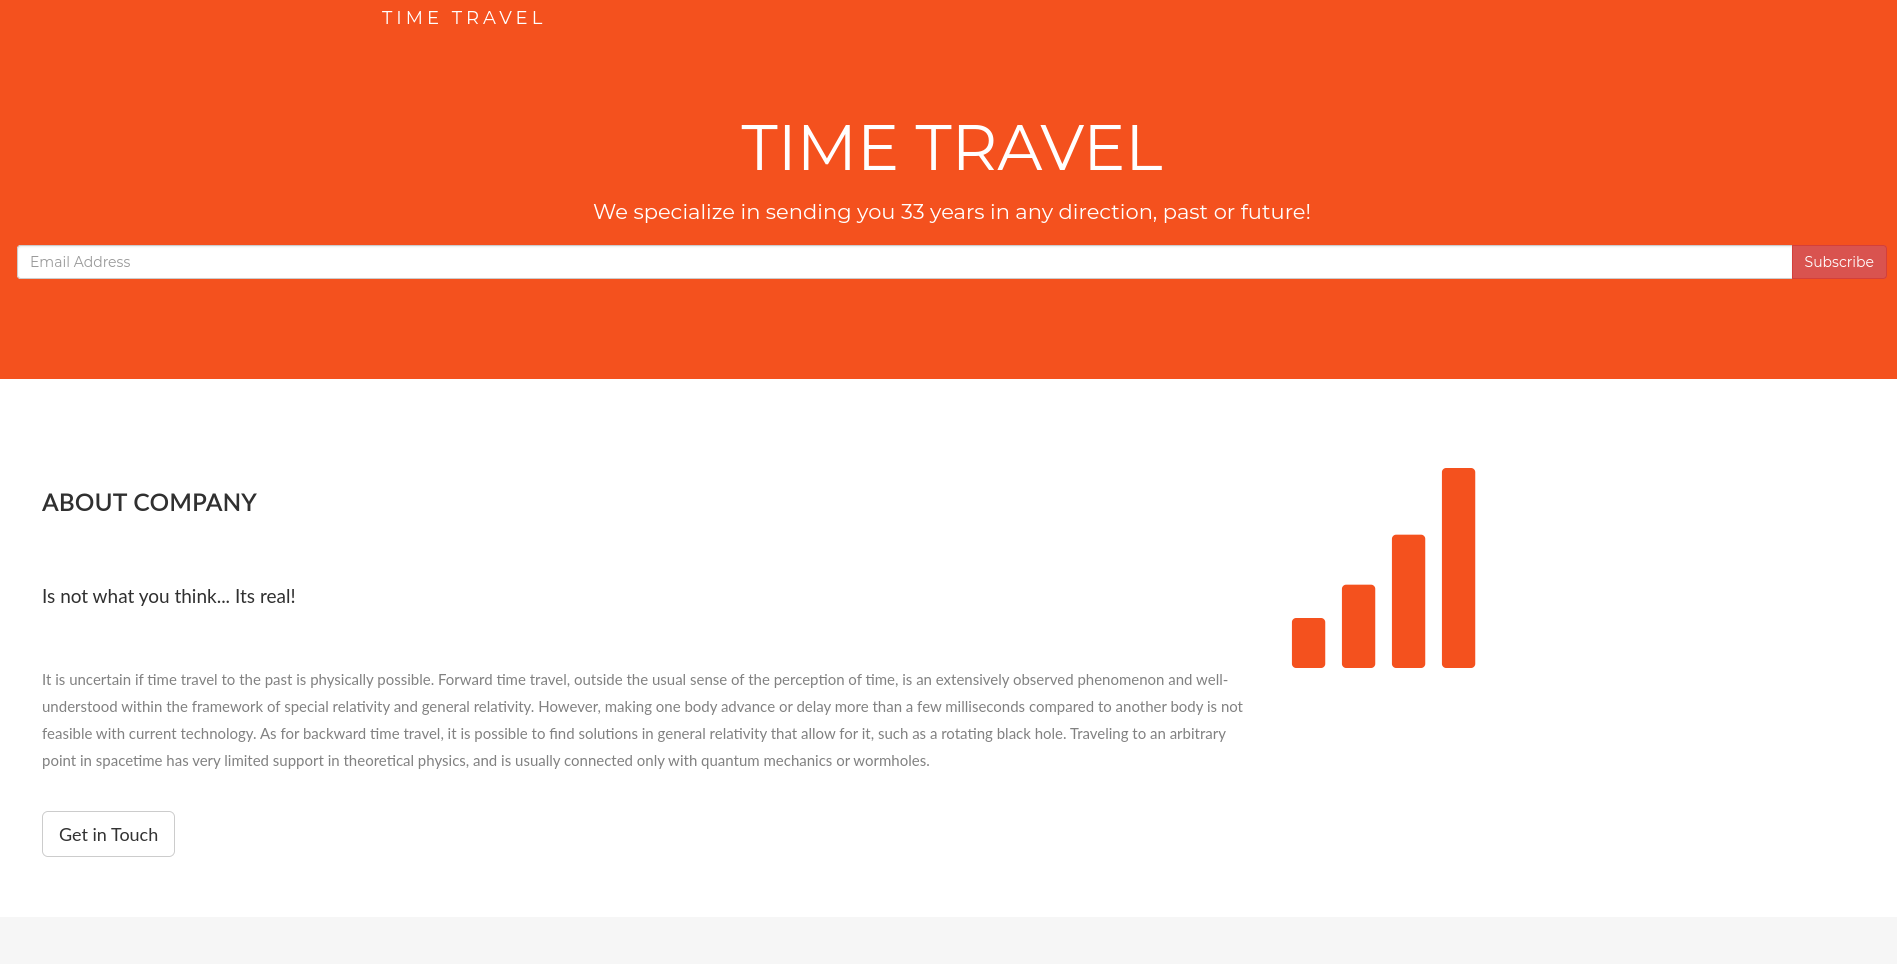 TIME TRAVEL
TIME TRAVEL
We specialize in sending you 33 years in any direction, past or future!
Email Address
Subscribe
ABOUT COMPANY
Is not what you think... Its real!
It is uncertain if time travel to the past is physically possible. Forward time travel, outside the usual sense of the perception of time, is an extensively observed phenomenon and well-
understood within the framework of special relativity and general relativity. However, making one body advance or delay more than a few milliseconds compared to another body is not
feasible with current technology. As for backward time travel, it is possible to find solutions in general relativity that allow for it, such as a rotating black hole. Traveling to an arbitrary
point in spacetime has very limited support in theoretical physics, and is usually connected only with quantum mechanics or wormholes.
Get in Touch